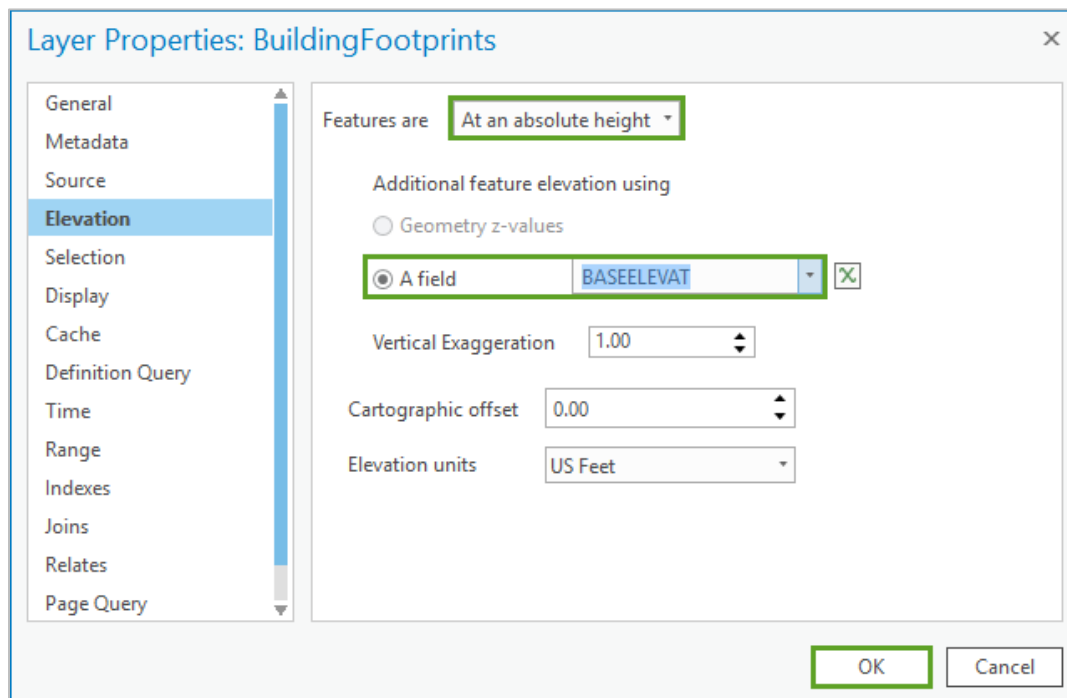 Layer Properties: BuildingFootprints
General
Metadata
Source
Elevation
Selection
Display
Cache
Definition Query
Time
Range
Indexes
Joins
Relates
Page Query
Features are At an absolute height
Additional feature elevation using
Geometry z-values
A field BASEELEVAT
Vertical Exaggeration 1.00
Cartographic offset 0.00
Elevation units US Feet
OK Cancel